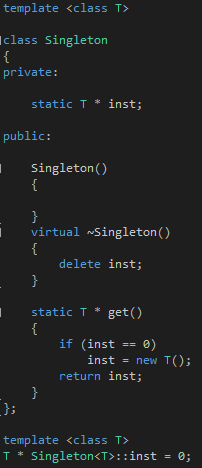 template <class T>
class Singleton
{
private:
static T * inst;
public:
Singleton()
{
}
virtual ~Singleton()
{
delete inst;
}
static T * get()
{
if (inst == 0)
inst = new T();
return inst;
}
};
template <class T>
T * Singleton<T>::inst = 0;